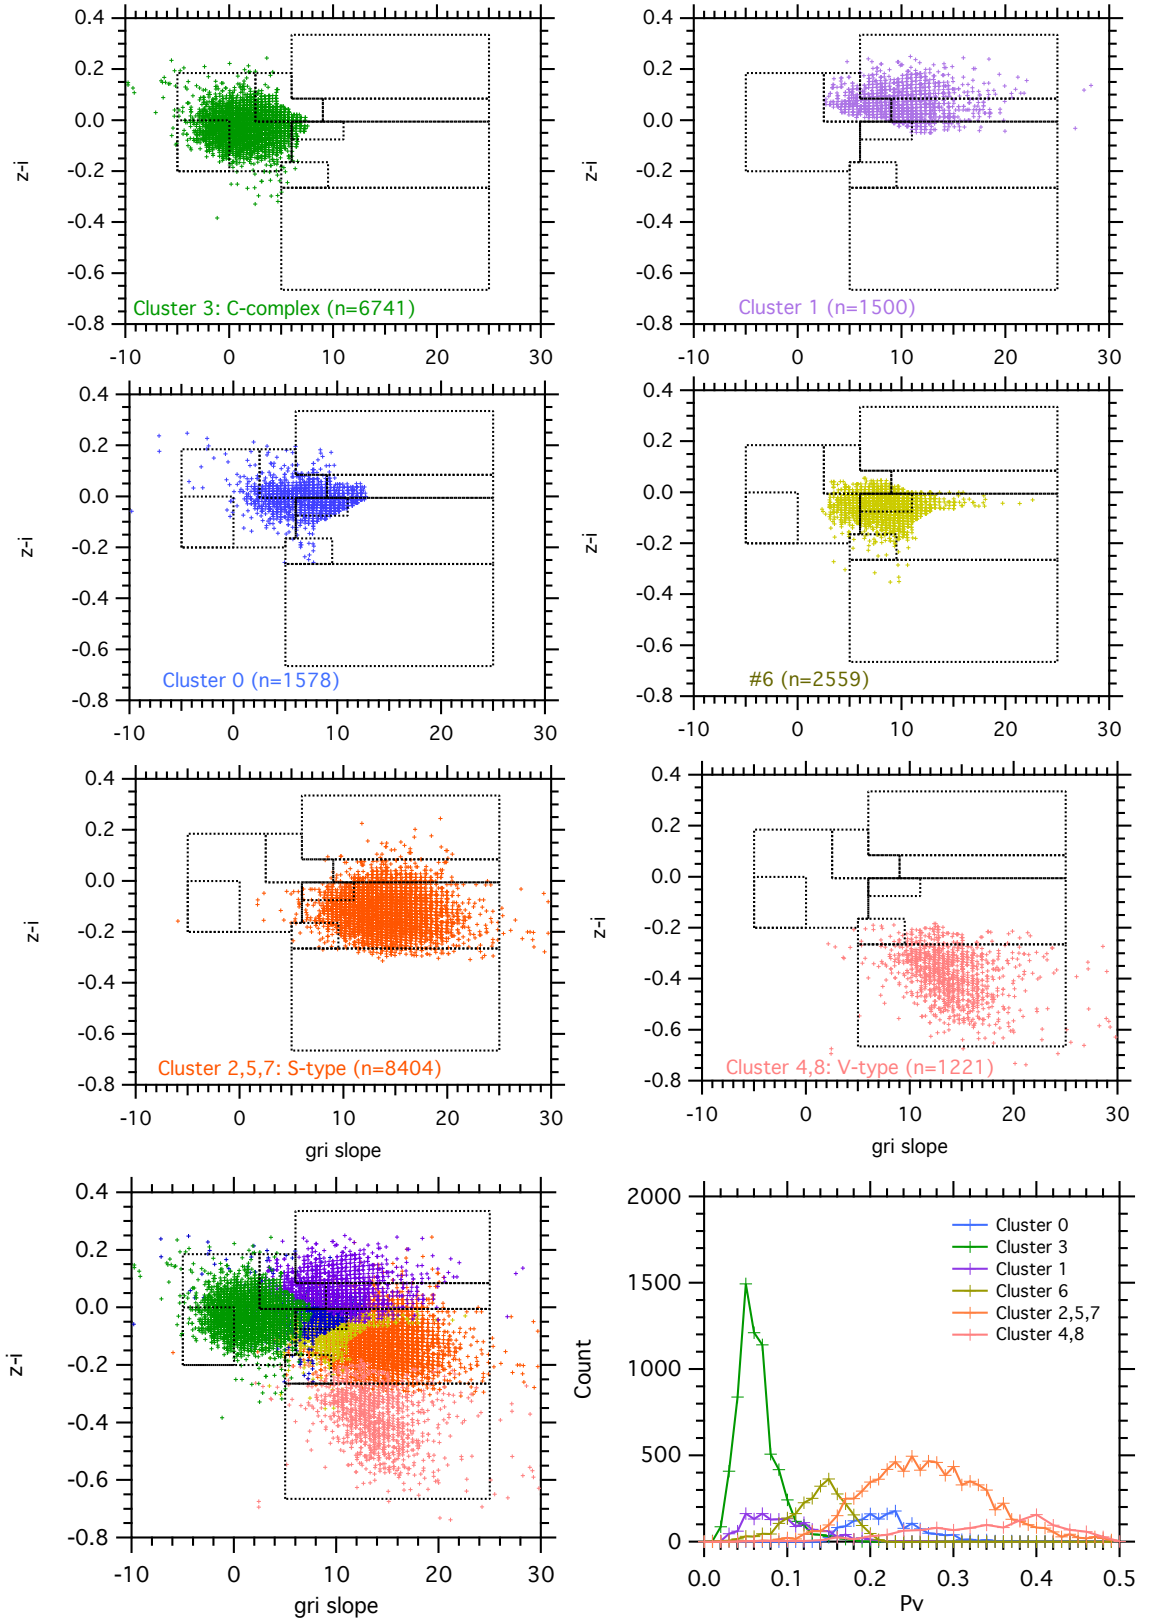 0.4
0.2
0.0
-0.2
-0.4
-0.6
-0.8
z-i
Cluster 3: C-complex (n=6741)
-10 0 10 20 30
0.4
0.2
0.0
-0.2
-0.4
-0.6
-0.8
z-i
Cluster 1 (n=1500)
-10 0 10 20 30
0.4
0.2
0.0
-0.2
-0.4
-0.6
-0.8
z-i
Cluster 0 (n=1578)
-10 0 10 20 30
0.4
0.2
0.0
-0.2
-0.4
-0.6
-0.8
z-i
#6 (n=2559)
-10 0 10 20 30
0.4
0.2
0.0
-0.2
-0.4
-0.6
-0.8
z-i
Cluster 2,5,7: S-type (n=8404)
-10 0 10 20 30
gri slope
0.4
0.2
0.0
-0.2
-0.4
-0.6
-0.8
z-i
Cluster 4,8: V-type (n=1221)
-10 0 10 20 30
gri slope
0.4
0.2
0.0
-0.2
-0.4
-0.6
-0.8
z-i
-10 0 10 20 30
gri slope
2000
1500
1000
500
0
Count
Cluster 0
Cluster 3
Cluster 1
Cluster 6
Cluster 2,5,7
Cluster 4,8
0.0 0.1 0.2 0.3 0.4 0.5
Pv